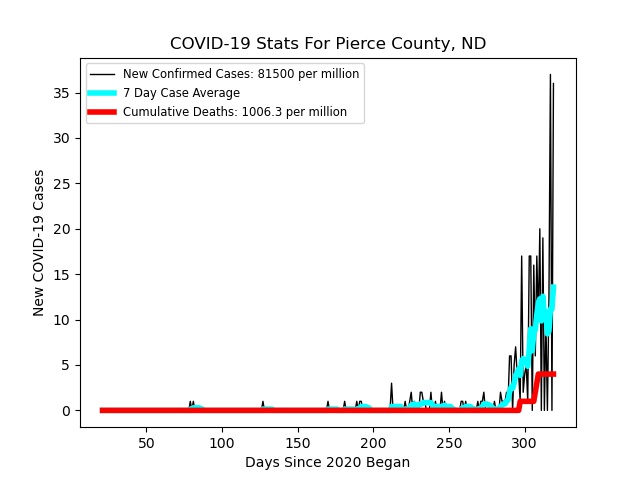 COVID-19 Stats For Pierce County, ND
New Confirmed Cases: 81500 per million
7 Day Case Average
Cumulative Deaths: 1006.3 per million
New COVID-19 Cases
35
30
25
20
15
10
5
0
50 100 150 200 250 300
Days Since 2020 Began